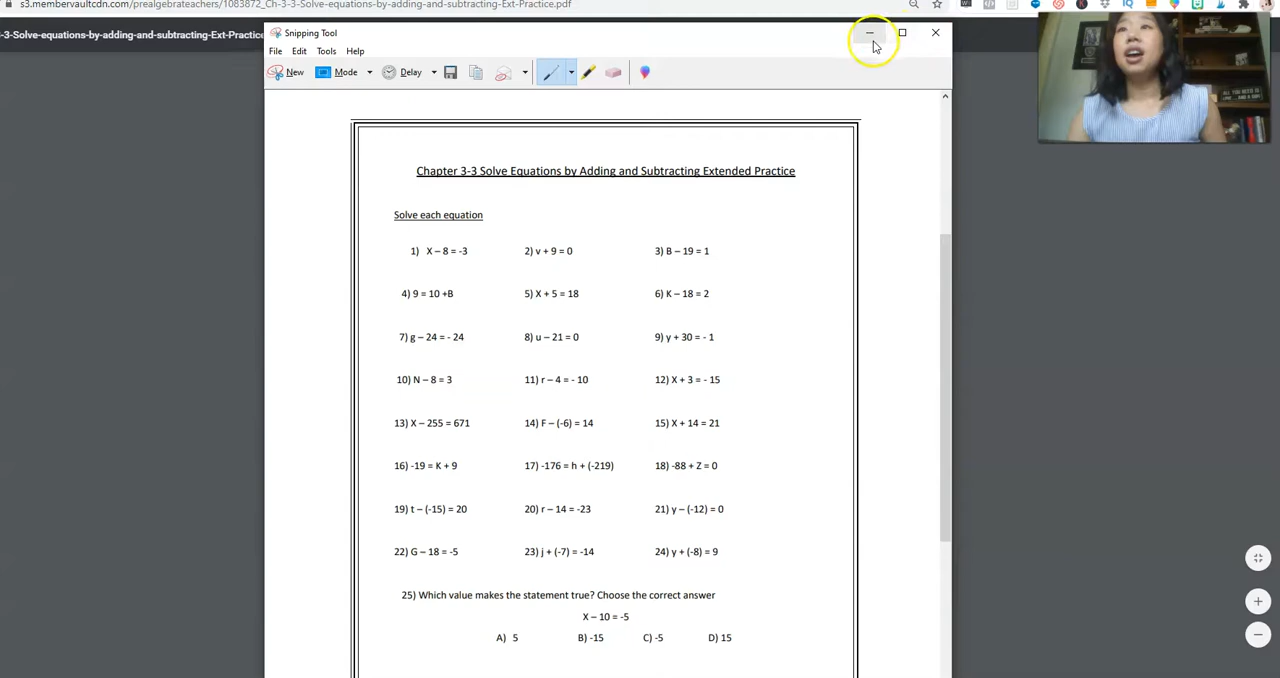 s3.membervaultcdn.com/prealgebrateachers/1083872_Ch-3-3-Solve-equations-by-adding-and-subtracting-Ext-Practice.pdf
-3-Solve-equations-by-adding-and-subtracting-Ext-Practice
Snipping Tool
File Edit Tools Help
New Mode Delay
Chapter 3-3 Solve Equations by Adding and Subtracting Extended Practice
Solve each equation
1) X – 8 = -3 2) v + 9 = 0 3) B – 19 = 1
4) 9 = 10 +B 5) X + 5 = 18 6) K – 18 = 2
7) g – 24 = - 24 8) u – 21 = 0 9) y + 30 = - 1
10) N – 8 = 3 11) r – 4 = - 10 12) X + 3 = - 15
13) X – 255 = 671 14) F – (-6) = 14 15) X + 14 = 21
16) -19 = K + 9 17) -176 = h + (-219) 18) -88 + Z = 0
19) t – (-15) = 20 20) r – 14 = -23 21) y – (-12) = 0
22) G – 18 = -5 23) j + (-7) = -14 24) y + (-8) = 9
25) Which value makes the statement true? Choose the correct answer
X – 10 = -5
A) 5 B) -15 C) -5 D) 15